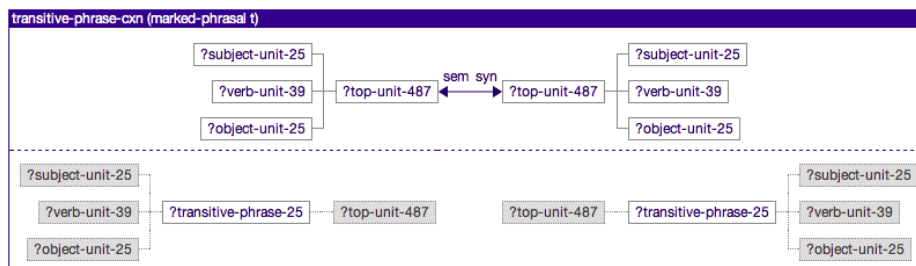 transitive-phrase-cxn (marked-phrasal t)
?subject-unit-25 ?subject-unit-25
sem syn
?verb-unit-39 ?top-unit-487 ?top-unit-487 ?verb-unit-39
?object-unit-25 ?object-unit-25
?subject-unit-25 ?subject-unit-25
?verb-unit-39 ?transitive-phrase-25 ?top-unit-487 ?top-unit-487 ?transitive-phrase-25 ?verb-unit-39
?object-unit-25 ?object-unit-25